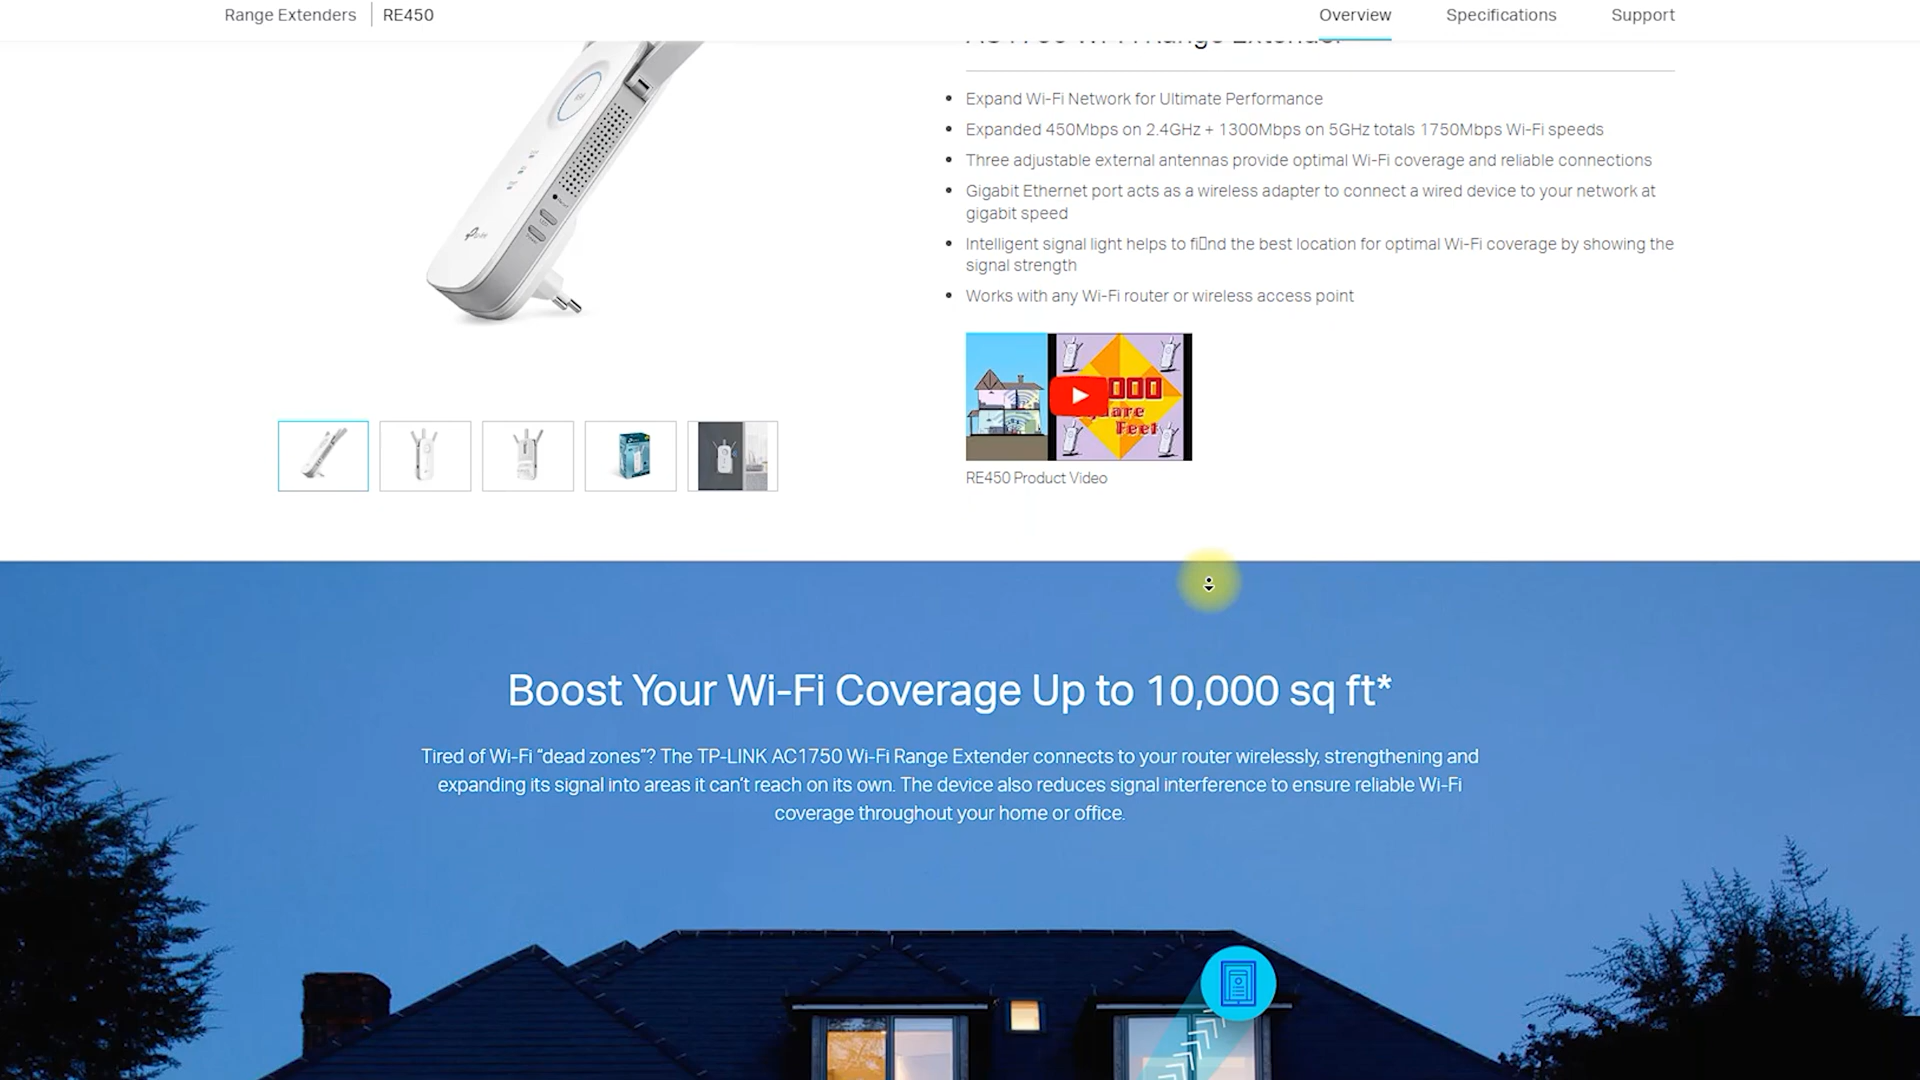 Range Extenders RE450
Overview Specifications Support
Expand Wi-Fi Network for Ultimate Performance
Expanded 450Mbps on 2.4GHz + 1300Mbps on 5GHz totals 1750Mbps Wi-Fi speeds
Three adjustable external antennas provide optimal Wi-Fi coverage and reliable connections
Gigabit Ethernet port acts as a wireless adapter to connect a wired device to your network at
gigabit speed
Intelligent signal light helps to fi▯nd the best location for optimal Wi-Fi coverage by showing the
signal strength
Works with any Wi-Fi router or wireless access point
Feet
RE450 Product Video
Boost Your Wi-Fi Coverage Up to 10,000 sq ft*
Tired of Wi-Fi “dead zones”? The TP-LINK AC1750 Wi-Fi Range Extender connects to your router wirelessly, strengthening and
expanding its signal into areas it can’t reach on its own. The device also reduces signal interference to ensure reliable Wi-Fi
coverage throughout your home or office.